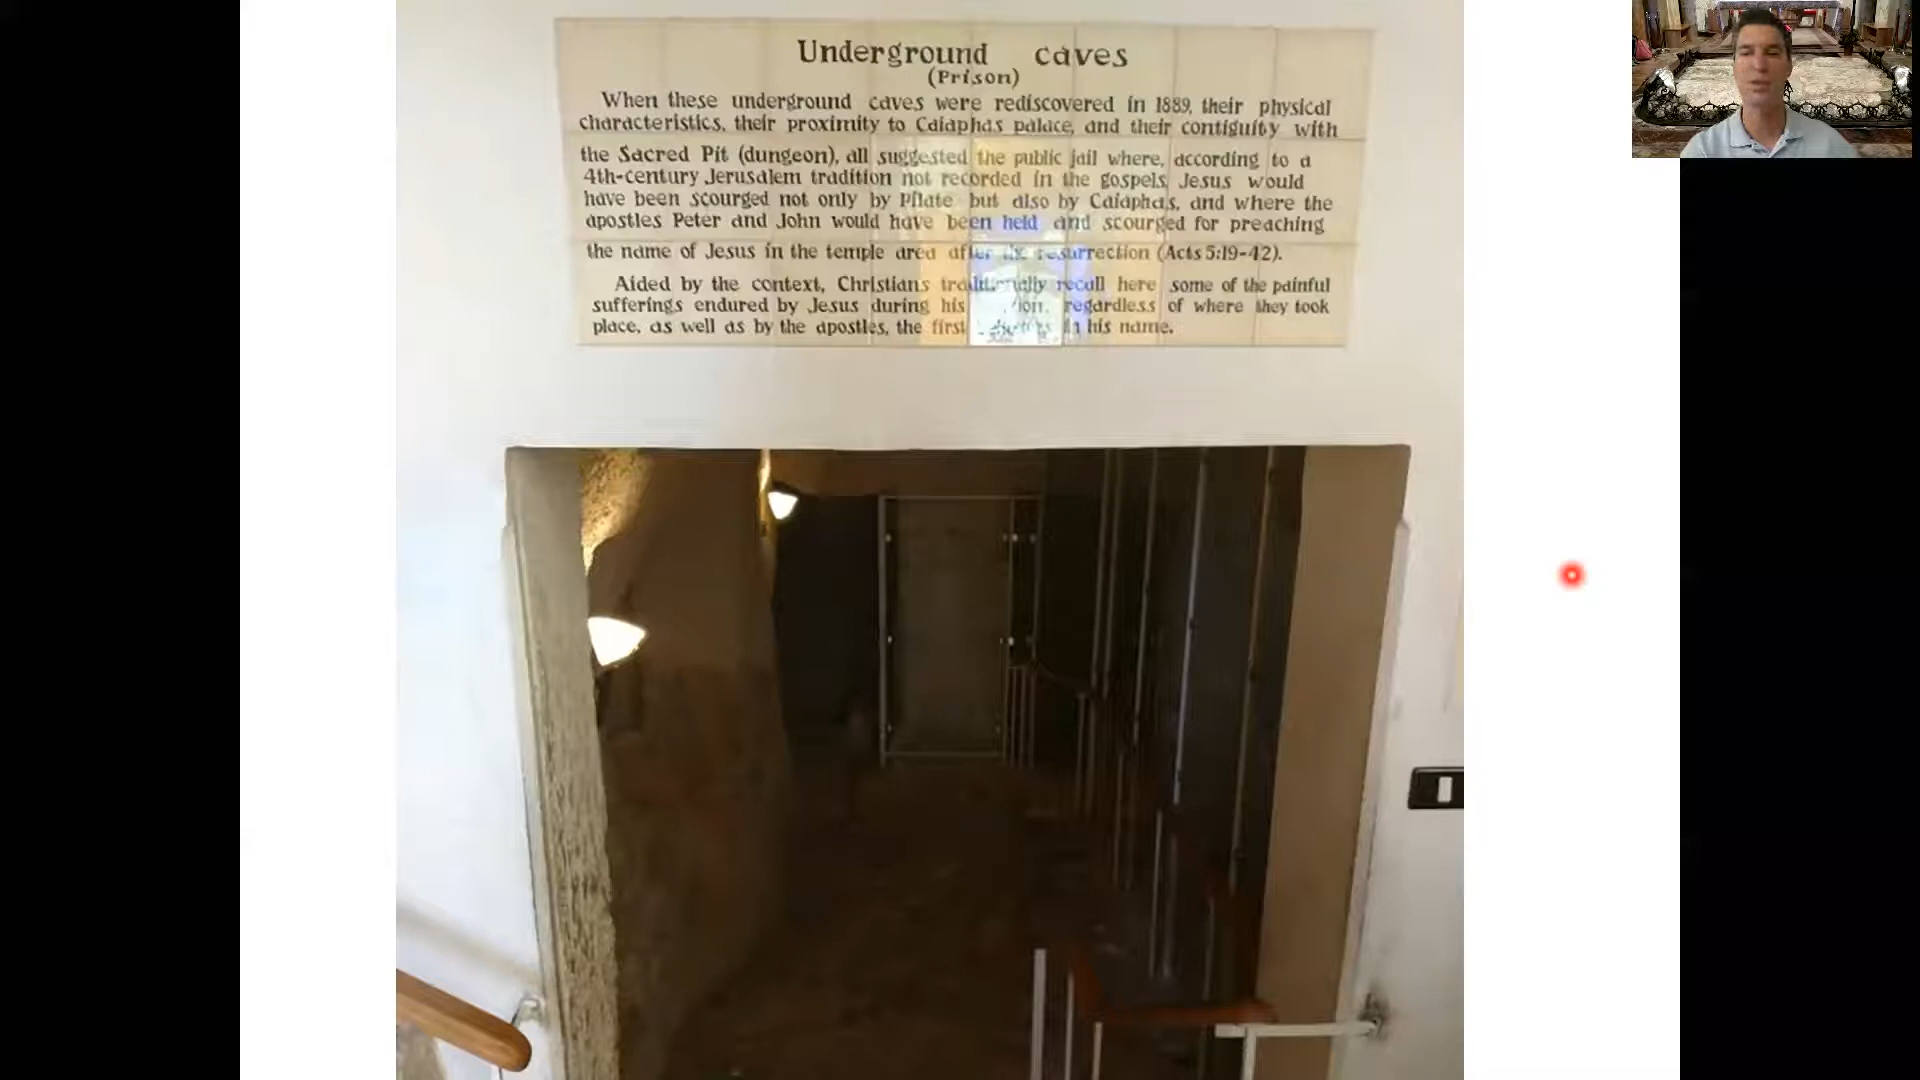 Underground caves
(Prison)
When these underground caves were rediscovered in 1889, their physical
characteristics, their proximity to Caiaphas palace, and their contiguity with
the Sacred Pit (dungeon), all suggested the public jail where, according to a
4th-century Jerusalem tradition not recorded in the gospels, Jesus would
have been scourged not only by Pilate but also by Caiaphas, and where the
apostles Peter and John would have been held and scourged for preaching
the name of Jesus in the temple area after the resurrection (Acts 5:19-42).
Aided by the context, Christians traditionally recall here some of the painful
sufferings endured by Jesus during his regardless of where they took
place, as well as by the apostles, the first in his name.